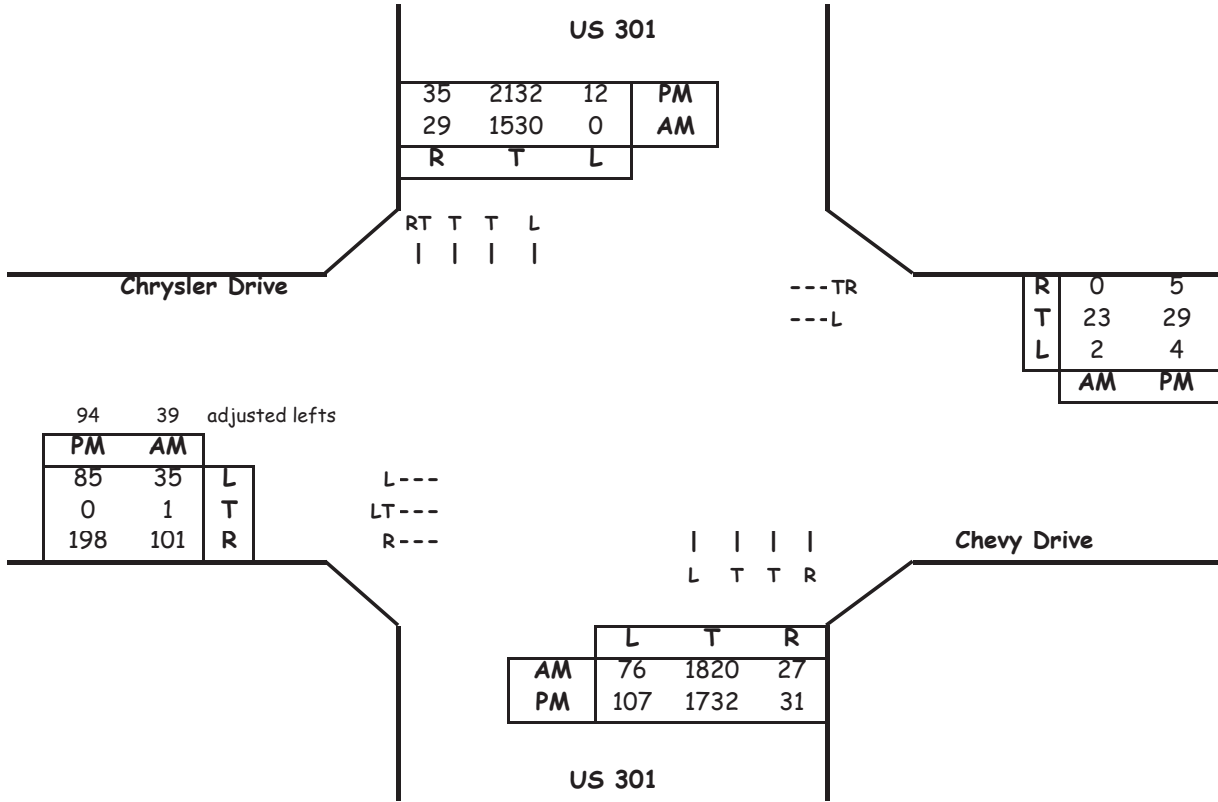 US 301
35 2132 12 PM
29 1530 0 AM
R T L
RT T T L
Chrysler Drive
---TR
---L
R 0 5
T 23 29
L 2 4
AM PM
94 39 adjusted lefts
PM AM
85 35 L
0 1 T
198 101 R
L---
LT---
R---
L T T R
Chevy Drive
L T R
AM 76 1820 27
PM 107 1732 31
US 301